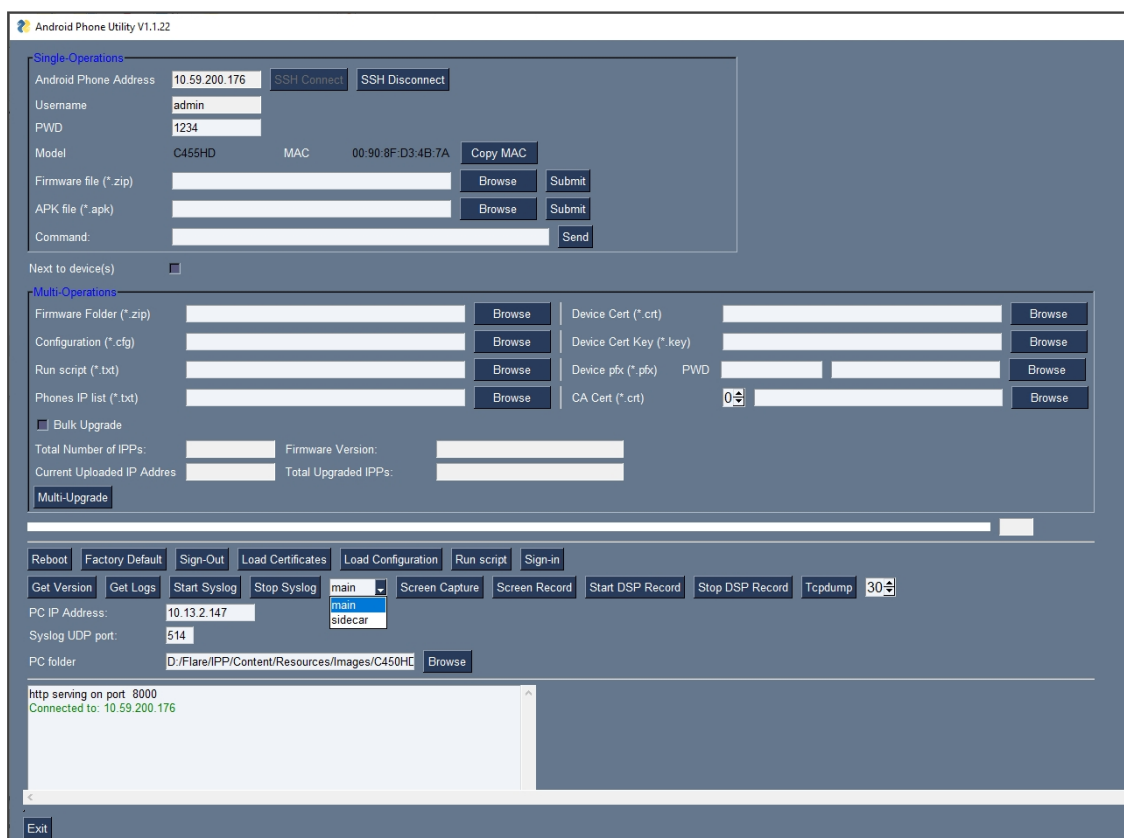 Android Phone Utility V1.1.22
Single-Operations
Android Phone Address 10.59.200.176 SSH Connect SSH Disconnect
Username admin
PWD 1234
Model C455HD MAC 00:90:8F:D3:4B:7A Copy MAC
Firmware file (*.zip) Browse Submit
APK file (*.apk) Browse Submit
Command: Send
Next to device(s)
Multi-Operations
Firmware Folder (*.zip) Browse Device Cert (*.crt) Browse
Configuration (*.cfg) Browse Device Cert Key (*.key) Browse
Run script (*.txt) Browse Device pfx (*.pfx) PWD Browse
Phones IP list (*.txt) Browse CA Cert (*.crt) 0 Browse
Bulk Upgrade
Total Number of IPPs: Firmware Version:
Current Uploaded IP Addres Total Upgraded IPPs:
Multi-Upgrade
Reboot Factory Default Sign-Out Load Certificates Load Configuration Run script Sign-in
Get Version Get Logs Start Syslog Stop Syslog main Screen Capture Screen Record Start DSP Record Stop DSP Record Tcpdump 30
main
sidecar
PC IP Address: 10.13.2.147
Syslog UDP port: 514
PC folder D:/Flare/IPP/Content/Resources/Images/C450HD Browse
http serving on port 8000
Connected to: 10.59.200.176
Exit